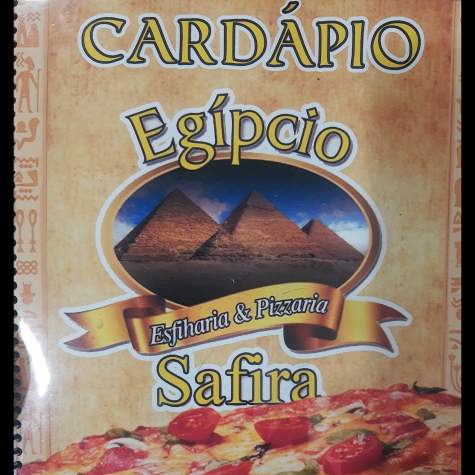 CARDÁPIO
Egípcio
Esfiharia & Pizzaria
Safira